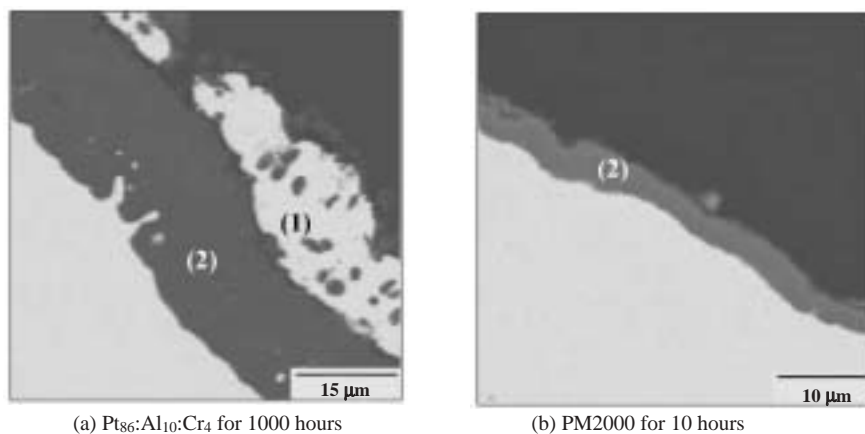 (1)
(2)
15 μm
(2)
10 μm
(a) Pt₈₆:Al₁₀:Cr₄ for 1000 hours
(b) PM2000 for 10 hours